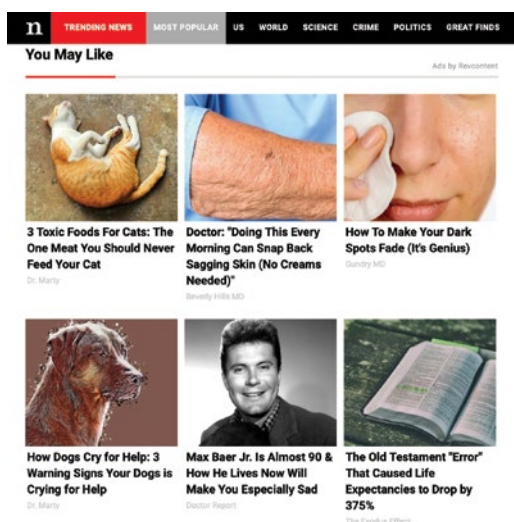 n TRENDING NEWS MOST POPULAR US WORLD SCIENCE CRIME POLITICS GREAT FINDS
You May Like
Ads by Revcontent
3 Toxic Foods For Cats: The
One Meat You Should Never
Feed Your Cat
Dr. Marty
Doctor: "Doing This Every
Morning Can Snap Back
Sagging Skin (No Creams
Needed)"
Beverly Hills MD
How To Make Your Dark
Spots Fade (It's Genius)
Gundry MD
How Dogs Cry for Help: 3
Warning Signs Your Dogs is
Crying for Help
Dr. Marty
Max Baer Jr. Is Almost 90 &
How He Lives Now Will
Make You Especially Sad
Doctor Report
The Old Testament "Error"
That Caused Life
Expectancies to Drop by
375%
The Exodus Effect